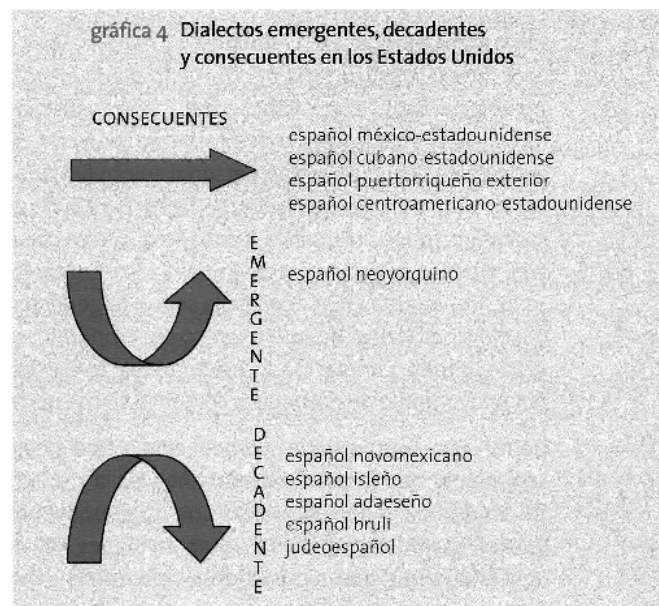 gráfica 4 Dialectos emergentes, decadentes
y consecuentes en los Estados Unidos
CONSECUENTES
español méxico-estadounidense
español cubano-estadounidense
español puertorriqueño exterior
español centroamericano-estadounidense
EMERGENTE
español neoyorquino
DECADENTE
español novomexicano
español isleño
español adaeseño
español bruli
judeoespañol